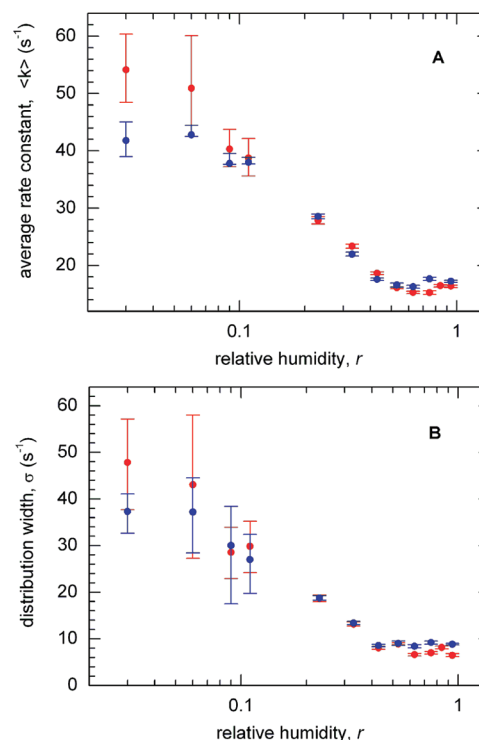 60
50
40
30
20
average rate constant, <k> (s⁻¹)
A
0.1
1
relative humidity, r
60
50
40
30
20
10
0
distribution width, σ (s⁻¹)
B
0.1
1
relative humidity, r